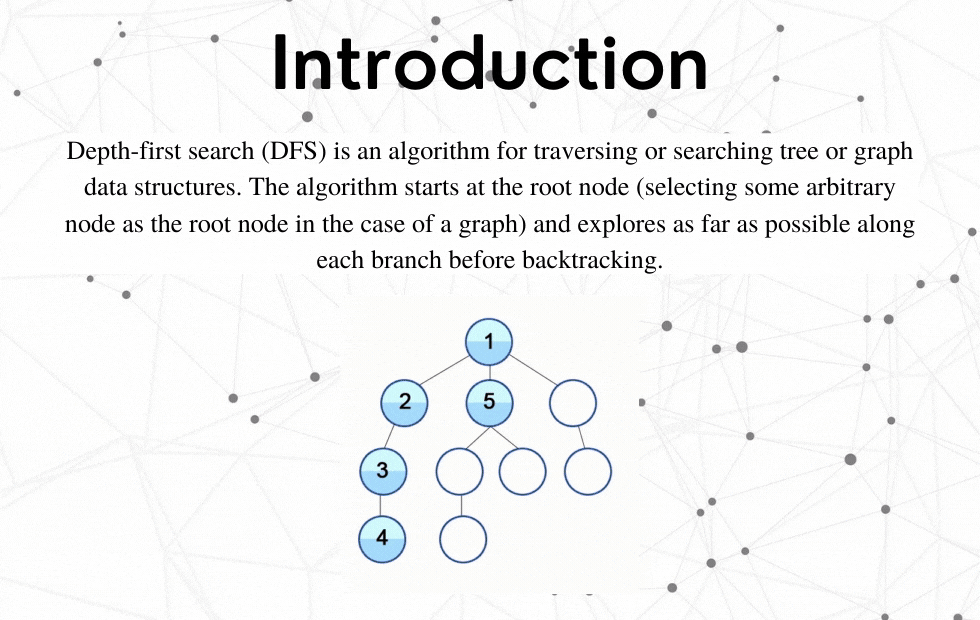 Introduction
Depth-first search (DFS) is an algorithm for traversing or searching tree or graph
data structures. The algorithm starts at the root node (selecting some arbitrary
node as the root node in the case of a graph) and explores as far as possible along
each branch before backtracking.
1
2 5
3
4